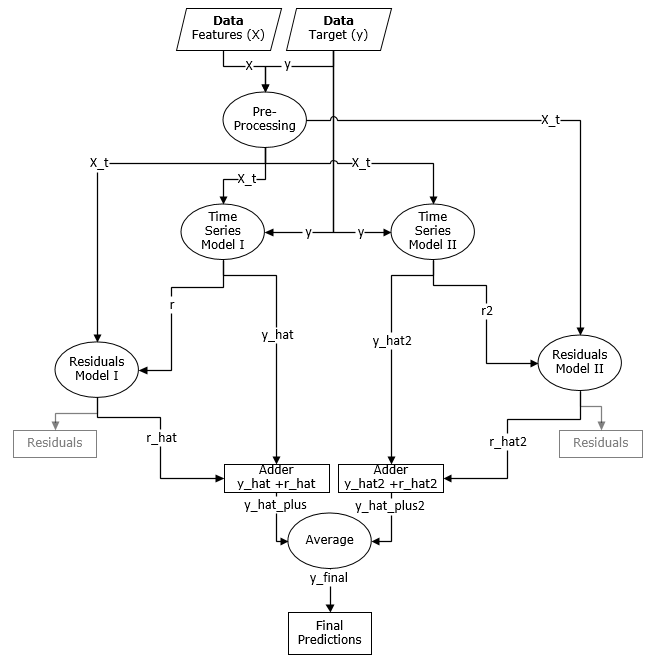 Data
Features (X)
Data
Target (y)
X
y
Pre-
Processing
X_t
X_t
X_t
X_t
Time
Series
Model I
y
y
Time
Series
Model II
r
r2
y_hat
y_hat2
Residuals
Model I
Residuals
Model II
Residuals
r_hat
r_hat2
Residuals
Adder
y_hat +r_hat
Adder
y_hat2 +r_hat2
y_hat_plus
y_hat_plus2
Average
y_final
Final
Predictions